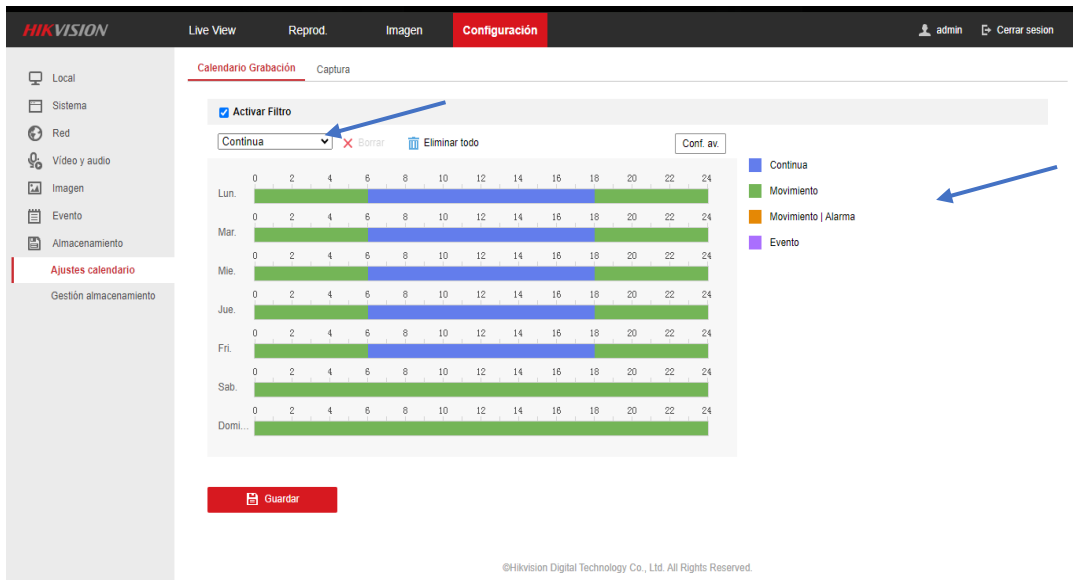 HIKVISION
Live View Reprod. Imagen Configuración
admin Cerrar sesion
Local
Sistema
Red
Vídeo y audio
Imagen
Evento
Almacenamiento
Ajustes calendario
Gestión almacenamiento
Calendario Grabación Captura
Activar Filtro
Continua Borrar Eliminar todo Conf. av.
0 2 4 6 8 10 12 14 16 18 20 22 24
Lun.
0 2 4 6 8 10 12 14 16 18 20 22 24
Mar.
0 2 4 6 8 10 12 14 16 18 20 22 24
Mie.
0 2 4 6 8 10 12 14 16 18 20 22 24
Jue.
0 2 4 6 8 10 12 14 16 18 20 22 24
Fri.
0 2 4 6 8 10 12 14 16 18 20 22 24
Sab.
0 2 4 6 8 10 12 14 16 18 20 22 24
Domi...
Continua
Movimiento
Movimiento | Alarma
Evento
Guardar
©Hikvision Digital Technology Co., Ltd. All Rights Reserved.